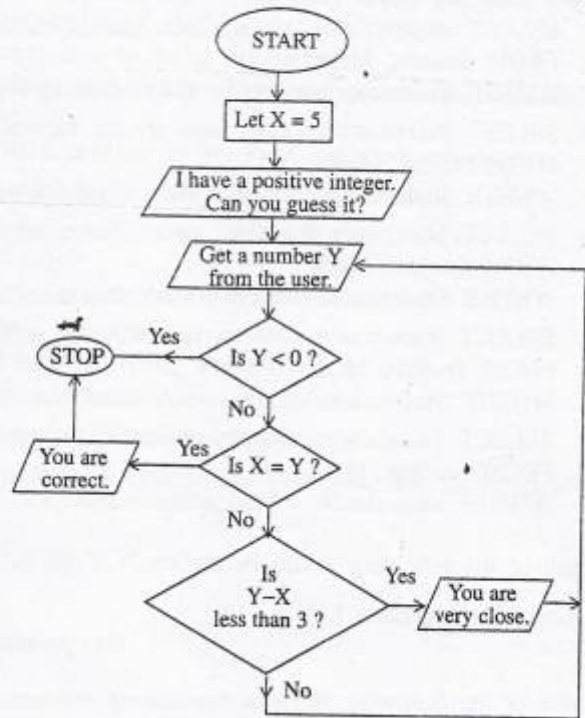 START
Let X = 5
I have a positive integer.
Can you guess it?
Get a number Y
from the user.
Yes
STOP
Is Y < 0 ?
No
You are
correct.
Yes
Is X = Y ?
No
Is
Y–X
less than 3 ?
Yes
You are
very close.
No